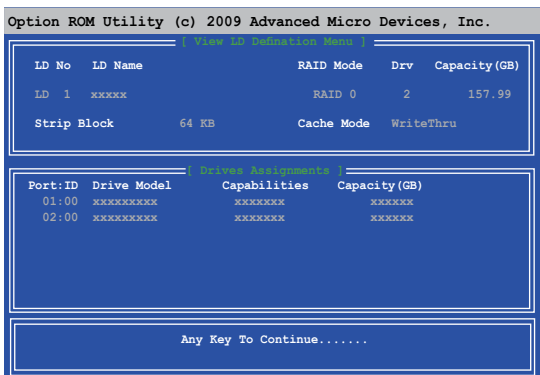 Option ROM Utility (c) 2009 Advanced Micro Devices, Inc.
[ View LD Defination Menu ]
LD No LD Name RAID Mode Drv Capacity(GB)
LD 1 xxxxx RAID 0 2 157.99
Strip Block 64 KB Cache Mode WriteThru
[ Drives Assignments ]
Port:ID Drive Model Capabilities Capacity(GB)
01:00 xxxxxxxxx xxxxxxx xxxxxx
02:00 xxxxxxxxx xxxxxxx xxxxxx
Any Key To Continue.......